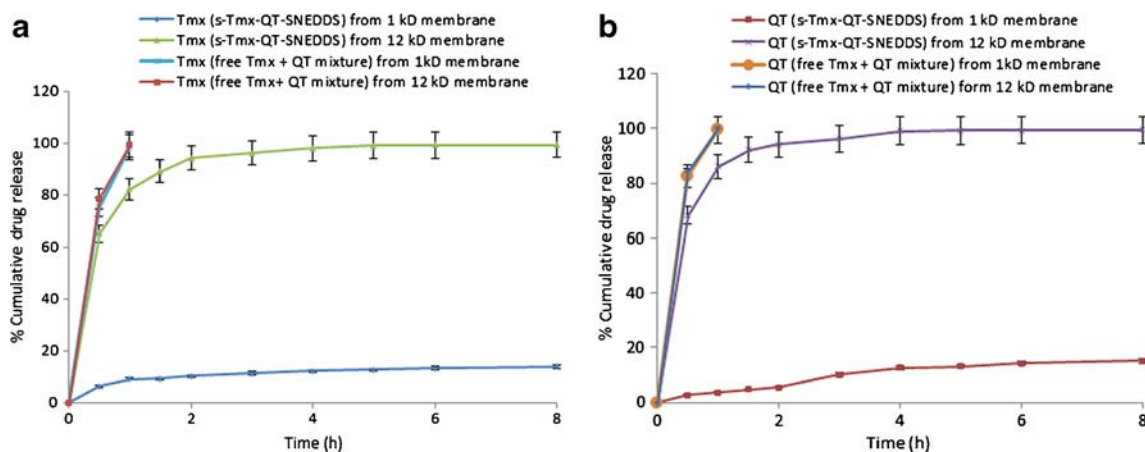 a
Tmx (s-Tmx-QT-SNEDDS) from 1 kD membrane
Tmx (s-Tmx-QT-SNEDDS) from 12 kD membrane
Tmx (free Tmx + QT mixture) from 1kD membrane
Tmx (free Tmx+ QT mixture) from 12 kD membrane
% Cumulative drug release
120
100
80
60
40
20
0
0 2 4 6 8
Time (h)
b
QT (s-Tmx-QT-SNEDDS) from 1 kD membrane
QT (s-Tmx-QT-SNEDDS) from 12 kD membrane
QT (free Tmx + QT mixture) from 1kD membrane
QT (free Tmx + QT mixture) form 12 kD membrane
% Cumulative drug release
120
100
80
60
40
20
0
0 2 4 6 8
Time (h)